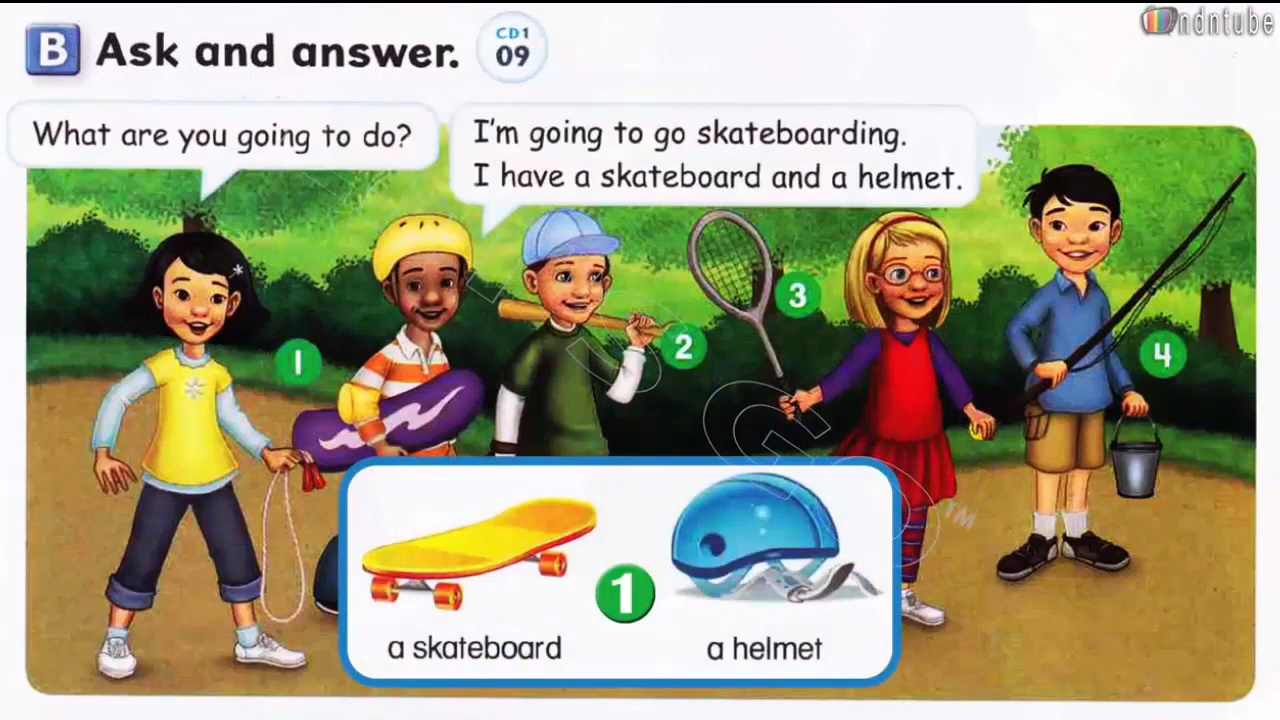 ndntube
B Ask and answer. CD1 09
What are you going to do?
I'm going to go skateboarding.
I have a skateboard and a helmet.
1
2
3
4
1
a skateboard
a helmet
TM